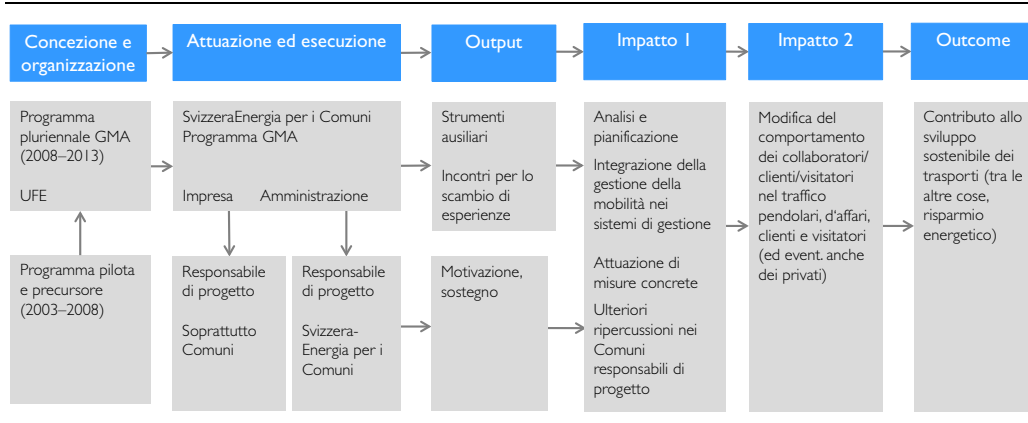 Concezione e
organizzazione
Attuazione ed esecuzione
Output
Impatto 1
Impatto 2
Outcome
Programma
pluriennale GMA
(2008–2013)
UFE
Programma pilota
e precursore
(2003–2008)
SvizzeraEnergia per i Comuni
Programma GMA
Impresa
Amministrazione
Responsabile
di progetto
Soprattutto
Comuni
Responsabile
di progetto
Svizzera-
Energia per i
Comuni
Strumenti
ausiliari
Incontri per lo
scambio di
esperienze
Motivazione,
sostegno
Analisi e
pianificazione
Integrazione della
gestione della
mobilità nei
sistemi di gestione
Attuazione di
misure concrete
Ulteriori
ripercussioni nei
Comuni
responsabili di
progetto
Modifica del
comportamento
dei collaboratori/
clienti/visitatori
nel traffico
pendolari, d'affari,
clienti e visitatori
(ed event. anche
dei privati)
Contributo allo
sviluppo
sostenibile dei
trasporti (tra le
altre cose,
risparmio
energetico)